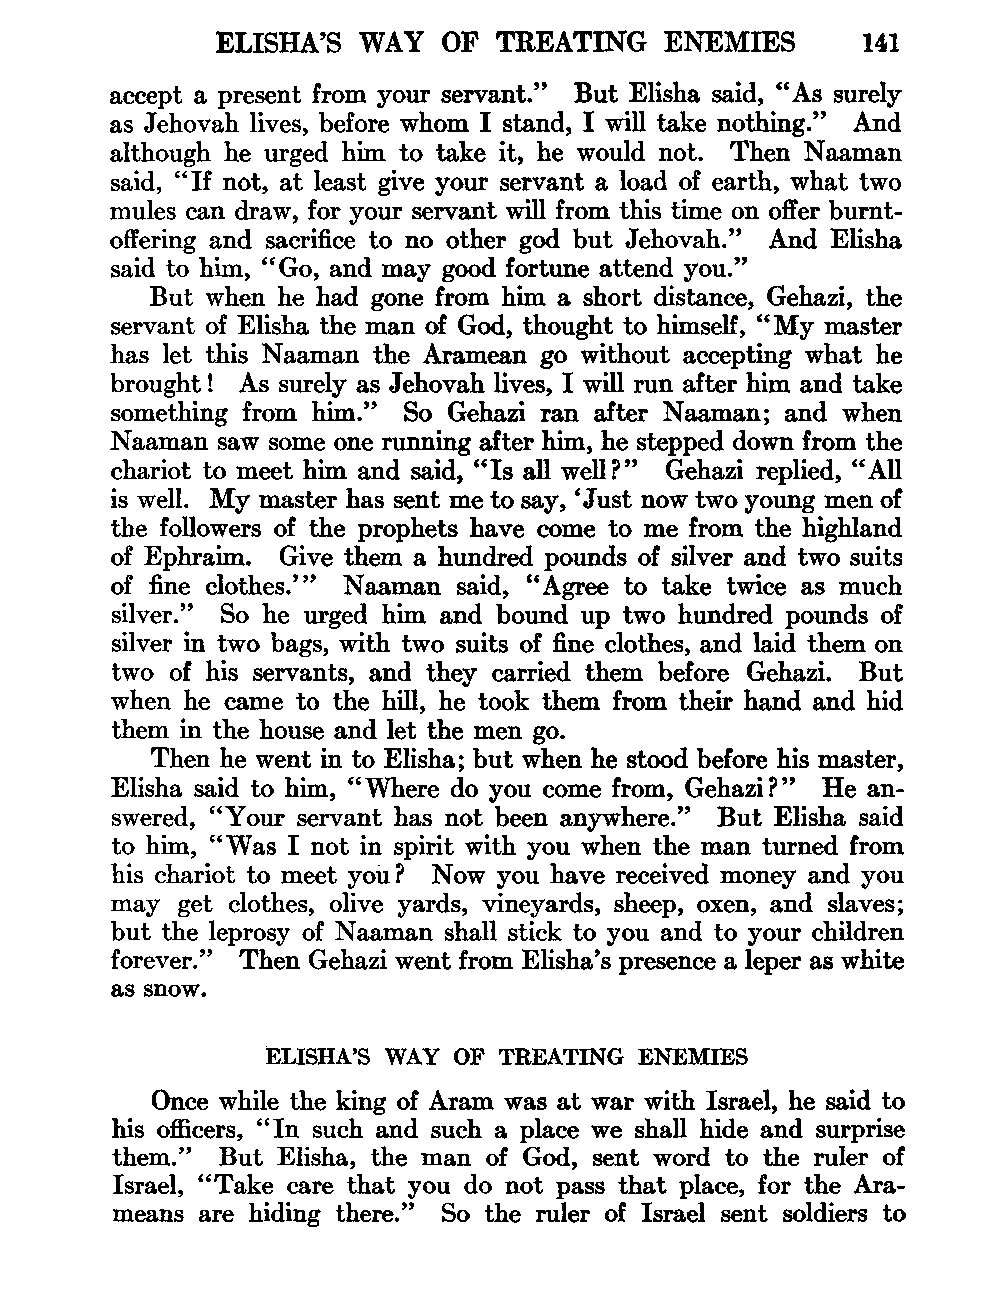 ELISHA'S WAY OF TREATING ENEMIES 141
accept a present from your servant.” But Elisha said, “As surely
as Jehovah lives, before whom I stand, I will take nothing.” And
although he urged him to take it, he would not. Then Naaman
said, “If not, at least give your servant a load of earth, what two
mules can draw, for your servant will from this time on offer burnt-
offering and sacrifice to no other god but Jehovah.” And Elisha
said to him, “Go, and may good fortune attend you.”
But when he had gone from him a short distance, Gehazi, the
servant of Elisha the man of God, thought to himself, “My master
has let this Naaman the Aramean go without accepting what he
brought! As surely as Jehovah lives, I will run after him and take
something from him.” So Gehazi ran after Naaman; and when
Naaman saw some one running after him, he stepped down from the
chariot to meet him and said, “Is all well?” Gehazi replied, “All
is well. My master has sent me to say, ‘Just now two young men of
the followers of the prophets have come to me from the highland
of Ephraim. Give them a hundred pounds of silver and two suits
of fine clothes.’” Naaman said, “Agree to take twice as much
silver.” So he urged him and bound up two hundred pounds of
silver in two bags, with two suits of fine clothes, and laid them on
two of his servants, and they carried them before Gehazi. But
when he came to the hill, he took them from their hand and hid
them in the house and let the men go.
Then he went in to Elisha; but when he stood before his master,
Elisha said to him, “Where do you come from, Gehazi?” He an-
swered, “Your servant has not been anywhere.” But Elisha said
to him, “Was I not in spirit with you when the man turned from
his chariot to meet you? Now you have received money and you
may get clothes, olive yards, vineyards, sheep, oxen, and slaves;
but the leprosy of Naaman shall stick to you and to your children
forever.” Then Gehazi went from Elisha's presence a leper as white
as snow.
ELISHA'S WAY OF TREATING ENEMIES
Once while the king of Aram was at war with Israel, he said to
his officers, “In such and such a place we shall hide and surprise
them.” But Elisha, the man of God, sent word to the ruler of
Israel, “Take care that you do not pass that place, for the Ara-
means are hiding there.” So the ruler of Israel sent soldiers to